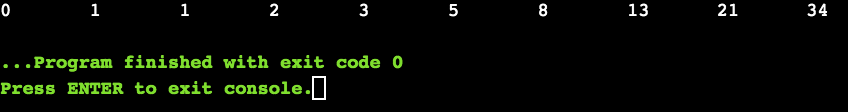 0 1 1 2 3 5 8 13 21 34
...Program finished with exit code 0
Press ENTER to exit console.